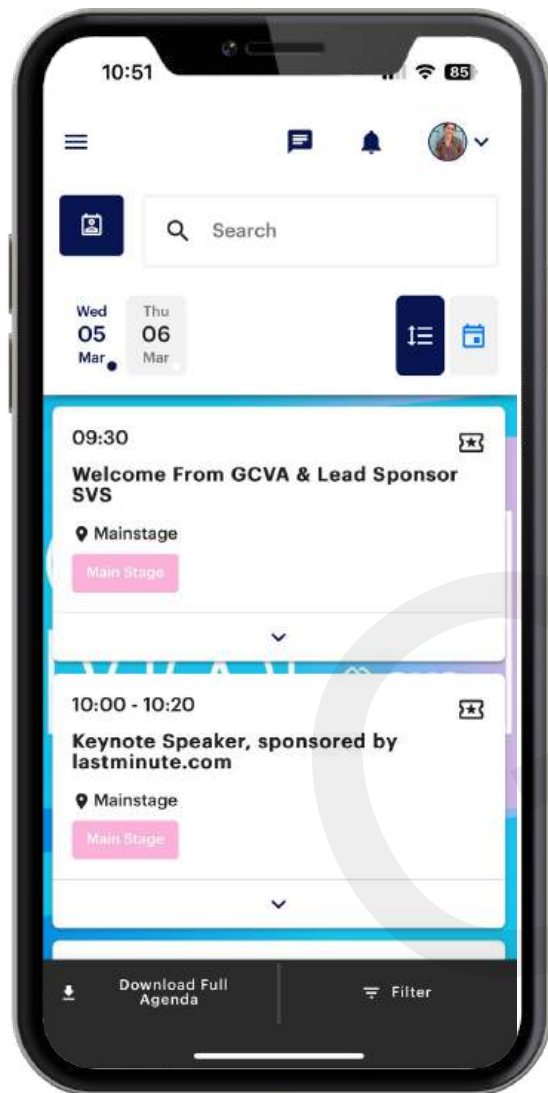 10:51
85
Search
Wed
05
Mar
Thu
06
Mar
09:30
Welcome From GCVA & Lead Sponsor
SVS
Mainstage
Main Stage
10:00 - 10:20
Keynote Speaker, sponsored by
lastminute.com
Mainstage
Main Stage
Download Full
Agenda
Filter